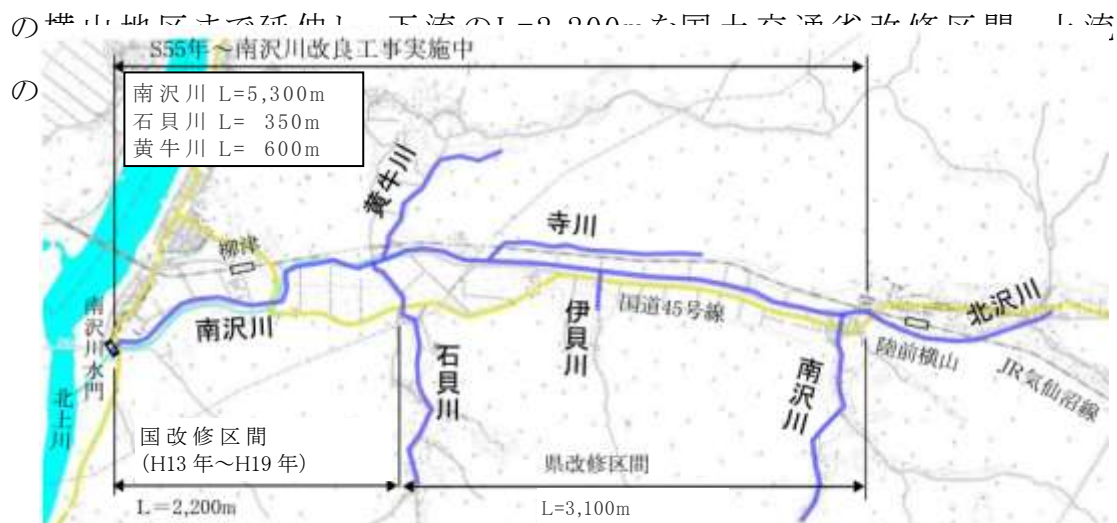 の横山地区まで延伸し、下流のL=2,200mを国土交通省改修区間、上流
の
S55年～南沢川改良工事実施中
南沢川 L=5,300m
石貝川 L= 350m
黄牛川 L= 600m
黄牛川
寺川
柳津
南沢川
南沢川水門
北上川
石貝川
伊貝川
国道45号線
南沢川
陸前横山
北沢川
JR気仙沼線
国改修区間
(H13年～H19年)
県改修区間
L=2,200m
L=3,100m